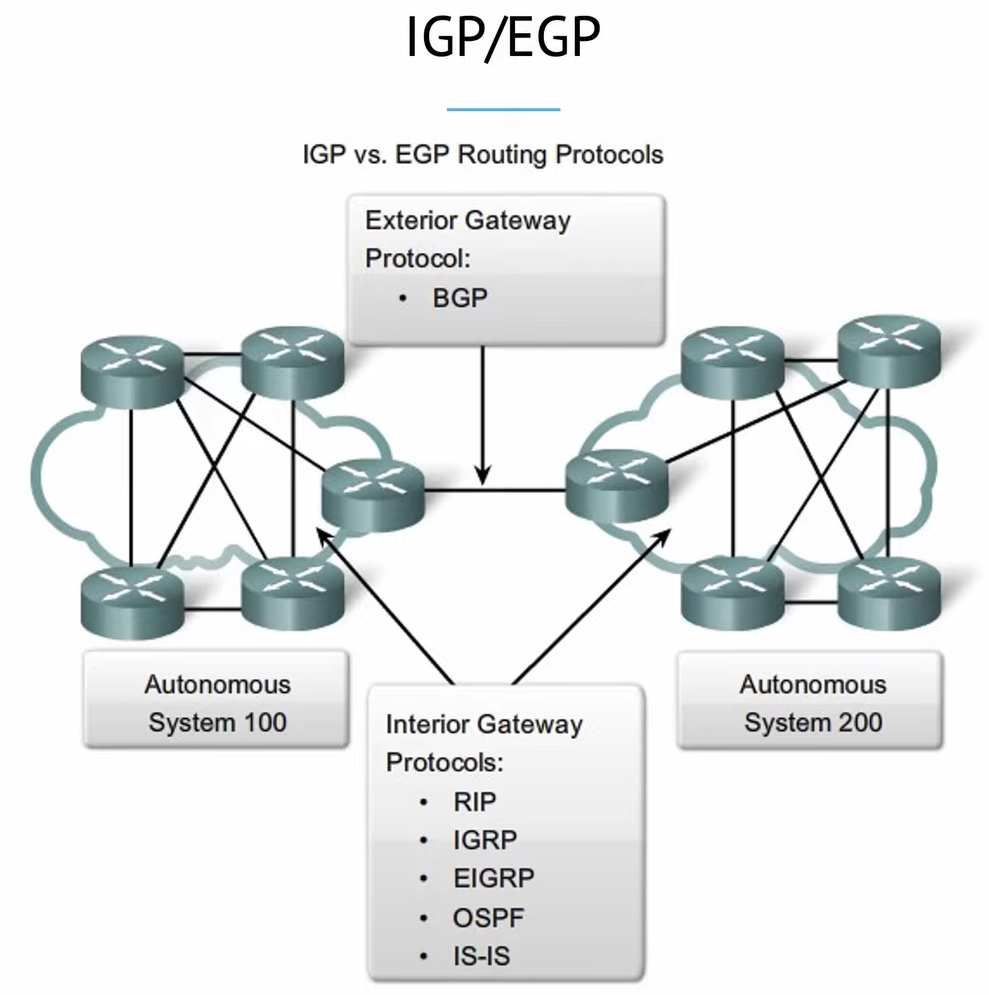 IGP/EGP
IGP vs. EGP Routing Protocols
Exterior Gateway
Protocol:
• BGP
Autonomous
System 100
Autonomous
System 200
Interior Gateway
Protocols:
• RIP
• IGRP
• EIGRP
• OSPF
• IS-IS